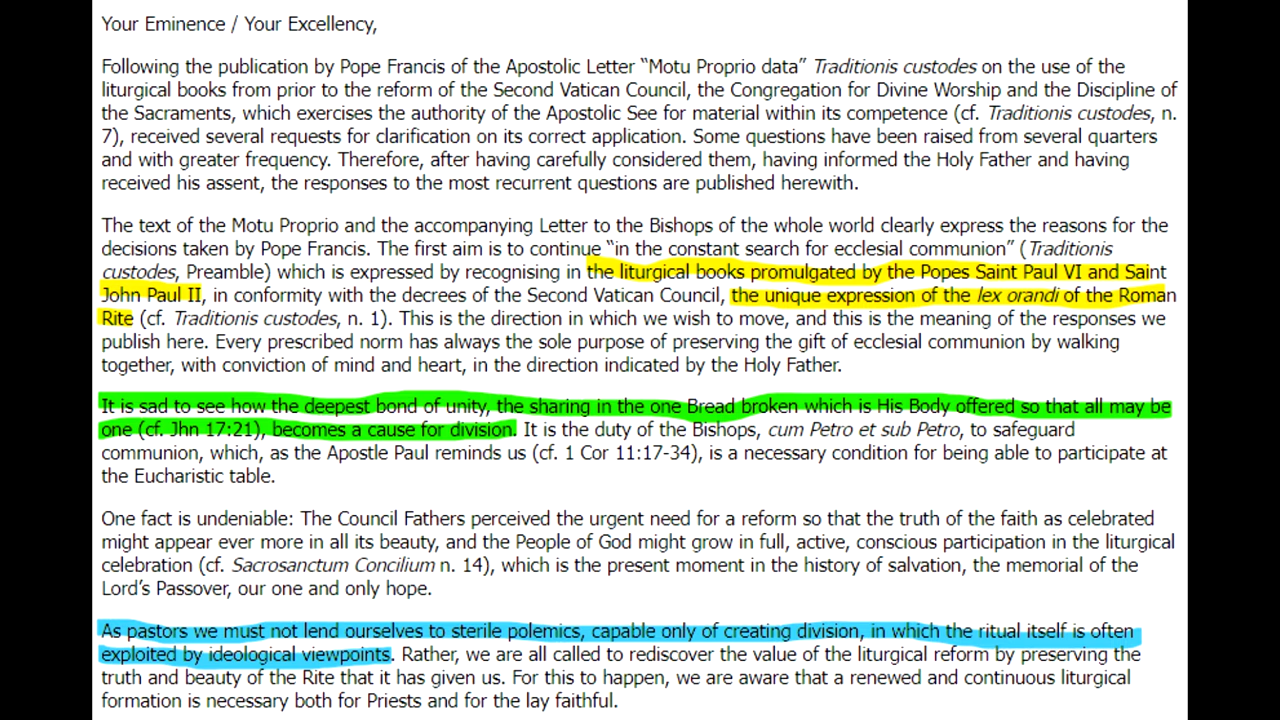 Your Eminence / Your Excellency,
Following the publication by Pope Francis of the Apostolic Letter “Motu Proprio data” Traditionis custodes on the use of the
liturgical books from prior to the reform of the Second Vatican Council, the Congregation for Divine Worship and the Discipline of
the Sacraments, which exercises the authority of the Apostolic See for material within its competence (cf. Traditionis custodes, n.
7), received several requests for clarification on its correct application. Some questions have been raised from several quarters
and with greater frequency. Therefore, after having carefully considered them, having informed the Holy Father and having
received his assent, the responses to the most recurrent questions are published herewith.
The text of the Motu Proprio and the accompanying Letter to the Bishops of the whole world clearly express the reasons for the
decisions taken by Pope Francis. The first aim is to continue “in the constant search for ecclesial communion” (Traditionis
custodes, Preamble) which is expressed by recognising in the liturgical books promulgated by the Popes Saint Paul VI and Saint
John Paul II, in conformity with the decrees of the Second Vatican Council, the unique expression of the lex orandi of the Roman
Rite (cf. Traditionis custodes, n. 1). This is the direction in which we wish to move, and this is the meaning of the responses we
publish here. Every prescribed norm has always the sole purpose of preserving the gift of ecclesial communion by walking
together, with conviction of mind and heart, in the direction indicated by the Holy Father.
It is sad to see how the deepest bond of unity, the sharing in the one Bread broken which is His Body offered so that all may be
one (cf. Jhn 17:21), becomes a cause for division. It is the duty of the Bishops, cum Petro et sub Petro, to safeguard
communion, which, as the Apostle Paul reminds us (cf. 1 Cor 11:17-34), is a necessary condition for being able to participate at
the Eucharistic table.
One fact is undeniable: The Council Fathers perceived the urgent need for a reform so that the truth of the faith as celebrated
might appear ever more in all its beauty, and the People of God might grow in full, active, conscious participation in the liturgical
celebration (cf. Sacrosanctum Concilium n. 14), which is the present moment in the history of salvation, the memorial of the
Lord’s Passover, our one and only hope.
As pastors we must not lend ourselves to sterile polemics, capable only of creating division, in which the ritual itself is often
exploited by ideological viewpoints. Rather, we are all called to rediscover the value of the liturgical reform by preserving the
truth and beauty of the Rite that it has given us. For this to happen, we are aware that a renewed and continuous liturgical
formation is necessary both for Priests and for the lay faithful.